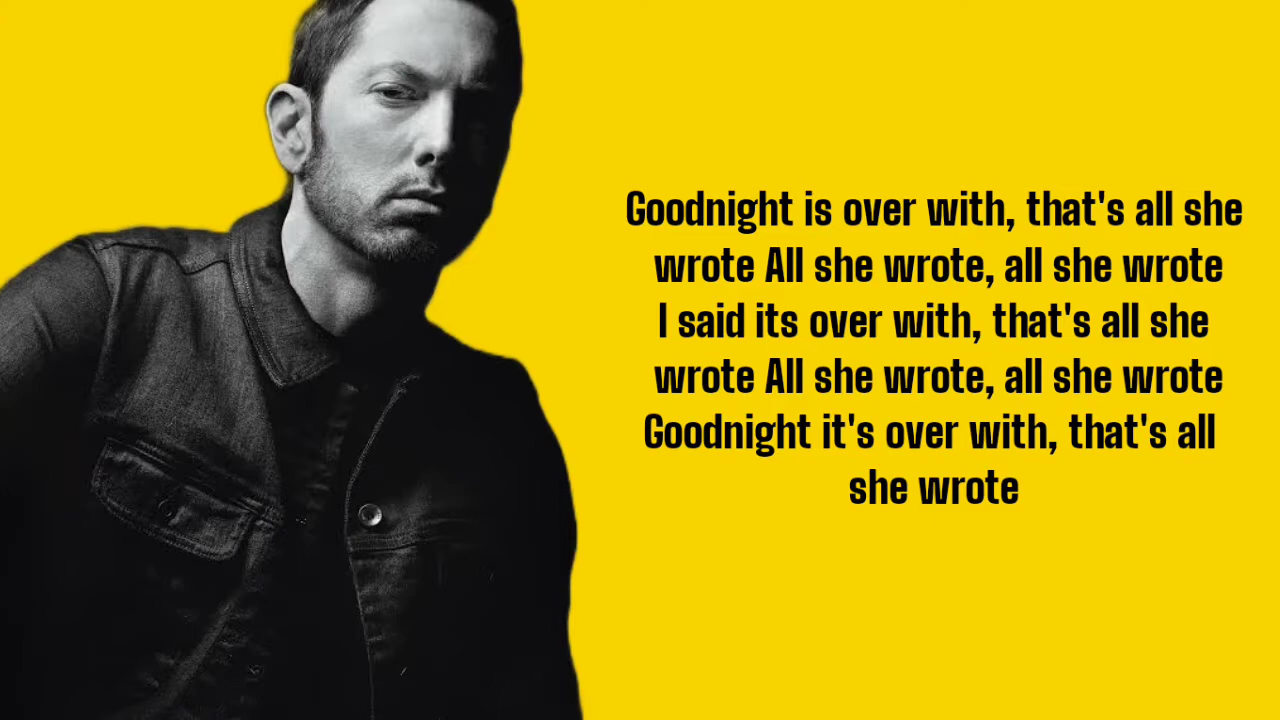 Goodnight is over with, that's all she
wrote All she wrote, all she wrote
I said its over with, that's all she
wrote All she wrote, all she wrote
Goodnight it's over with, that's all
she wrote